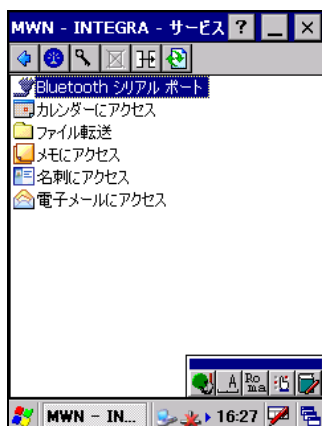 MWN - INTEGRA - サービス ? _ ×
Bluetooth シリアル ポート
カレンダーにアクセス
ファイル転送
メモにアクセス
名刺にアクセス
電子メールにアクセス
A Ro ma
MWN - IN... 16:27